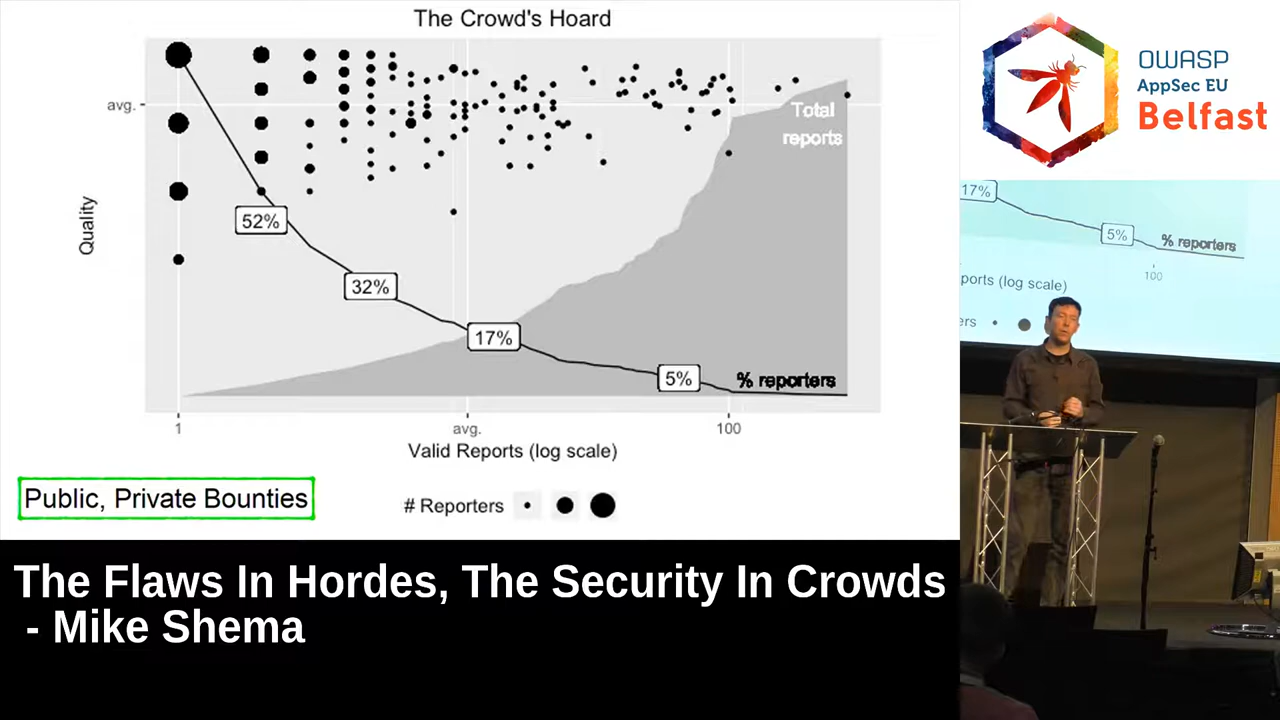 The Crowd's Hoard
avg.
Quality
52%
32%
17%
5%
Total
reports
% reporters
1
avg.
100
Valid Reports (log scale)
Public, Private Bounties
# Reporters
OWASP
AppSec EU
Belfast
17%
5%
% reporters
100
ports (log scale)
ers
The Flaws In Hordes, The Security In Crowds
- Mike Shema